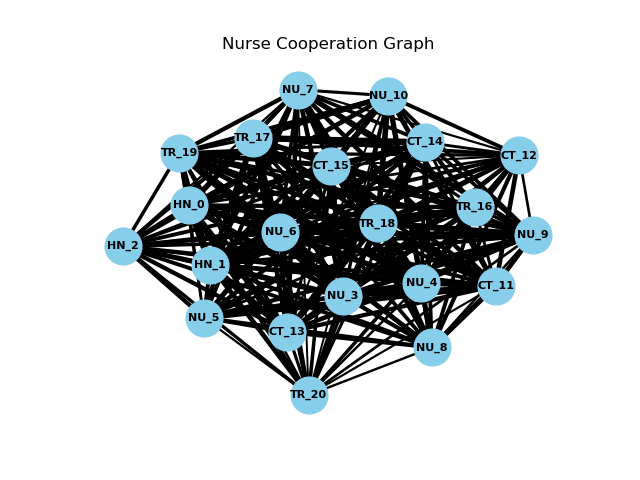 Nurse Cooperation Graph
NU_7
NU_10
TR_17
CT_14
TR_19
CT_12
CT_15
HN_0
TR_16
TR_18
NU_6
NU_9
HN_2
HN_1
NU_4
CT_11
NU_3
NU_5
CT_13
NU_8
TR_20